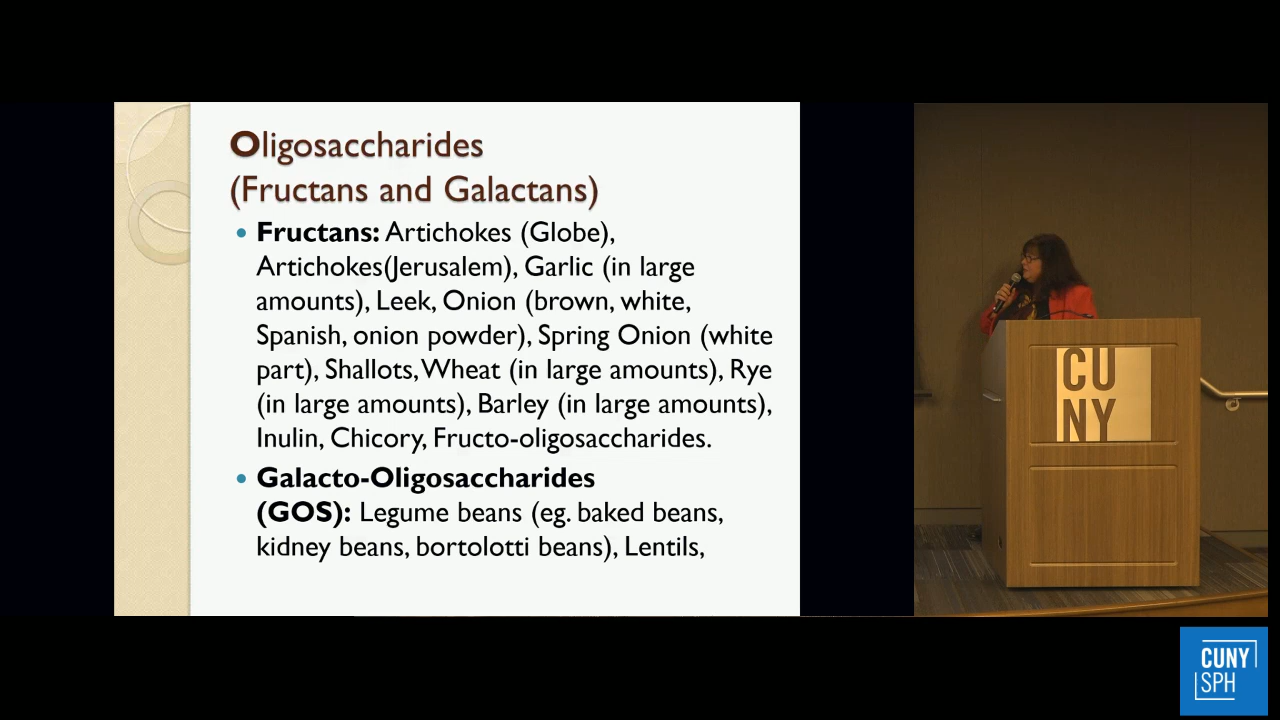 Oligosaccharides
(Fructans and Galactans)
• Fructans: Artichokes (Globe),
Artichokes(Jerusalem), Garlic (in large
amounts), Leek, Onion (brown, white,
Spanish, onion powder), Spring Onion (white
part), Shallots, Wheat (in large amounts), Rye
(in large amounts), Barley (in large amounts),
Inulin, Chicory, Fructo-oligosaccharides.
• Galacto-Oligosaccharides
(GOS): Legume beans (eg. baked beans,
kidney beans, bortolotti beans), Lentils,
CU
NY
CUNY
SPH